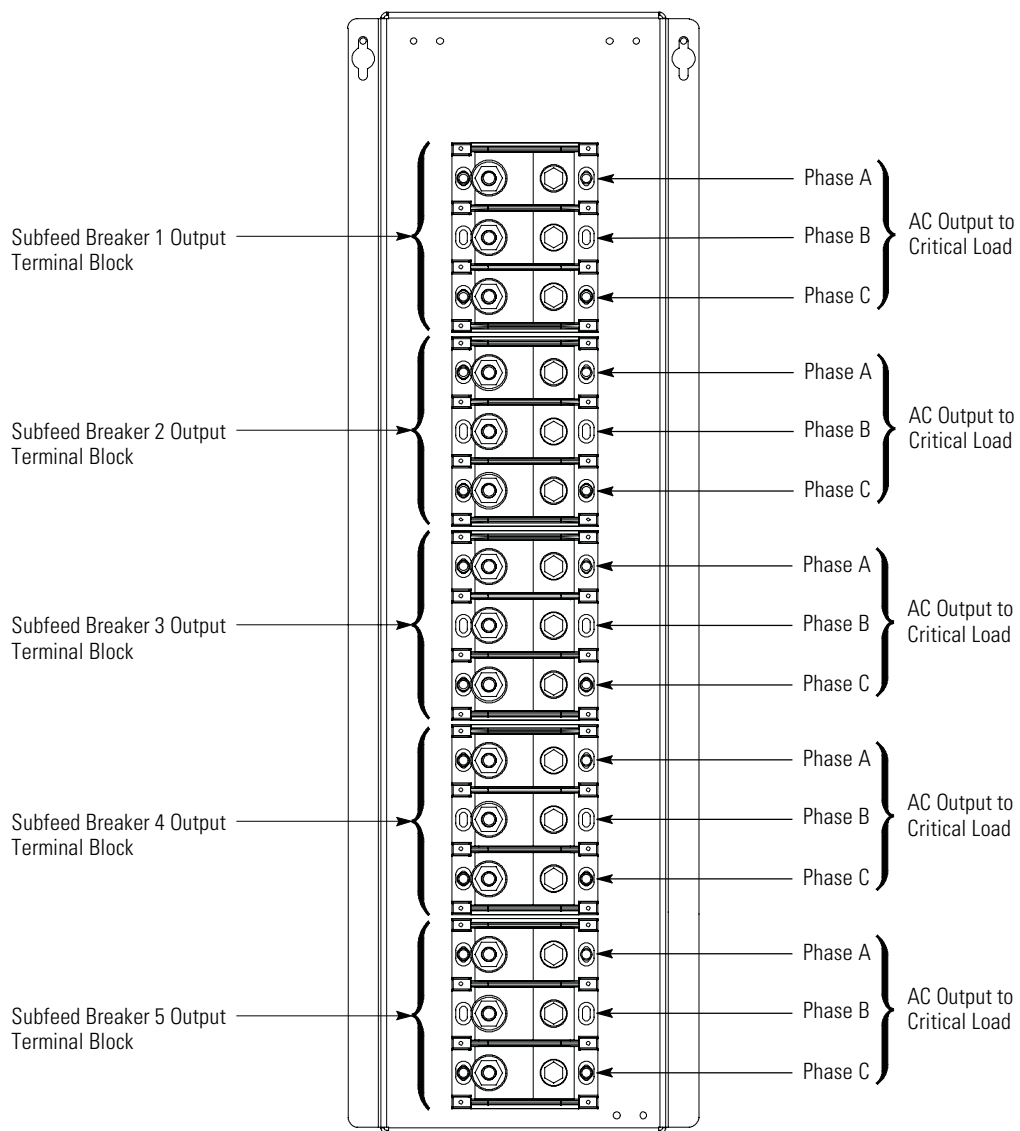 Phase A
Subfeed Breaker 1 Output
Terminal Block
Phase B
AC Output to
Critical Load
Phase C
Phase A
Subfeed Breaker 2 Output
Terminal Block
Phase B
AC Output to
Critical Load
Phase C
Phase A
Subfeed Breaker 3 Output
Terminal Block
Phase B
AC Output to
Critical Load
Phase C
Phase A
Subfeed Breaker 4 Output
Terminal Block
Phase B
AC Output to
Critical Load
Phase C
Phase A
Subfeed Breaker 5 Output
Terminal Block
Phase B
AC Output to
Critical Load
Phase C